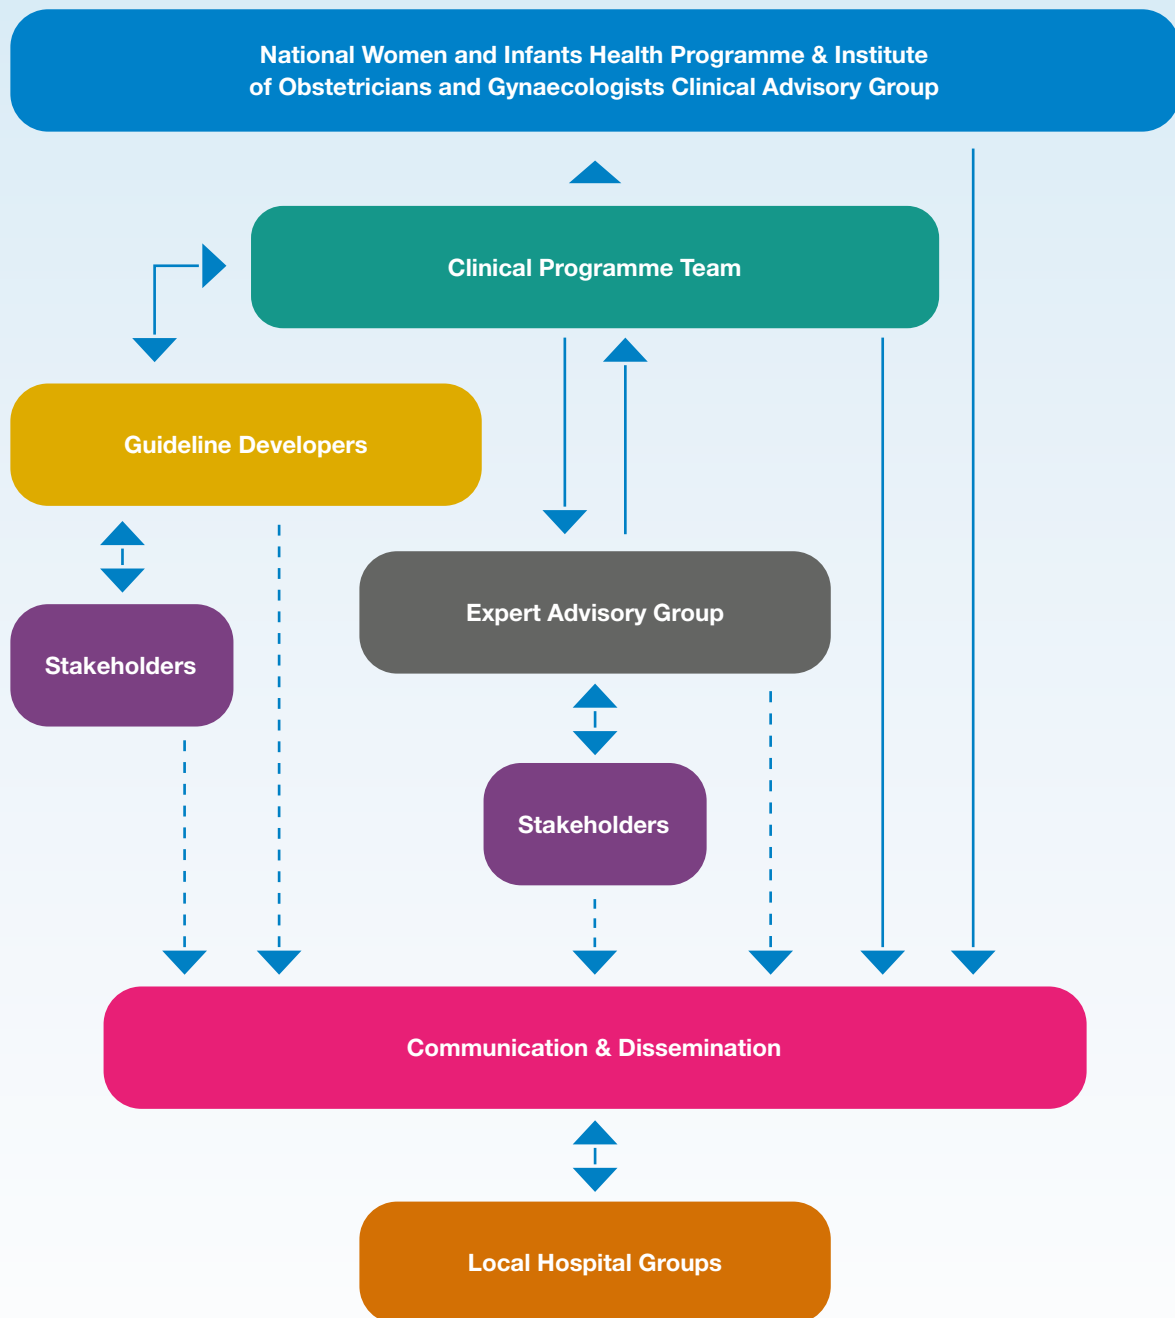 National Women and Infants Health Programme & Institute
of Obstetricians and Gynaecologists Clinical Advisory Group
Clinical Programme Team
Guideline Developers
Expert Advisory Group
Stakeholders
Stakeholders
Communication & Dissemination
Local Hospital Groups